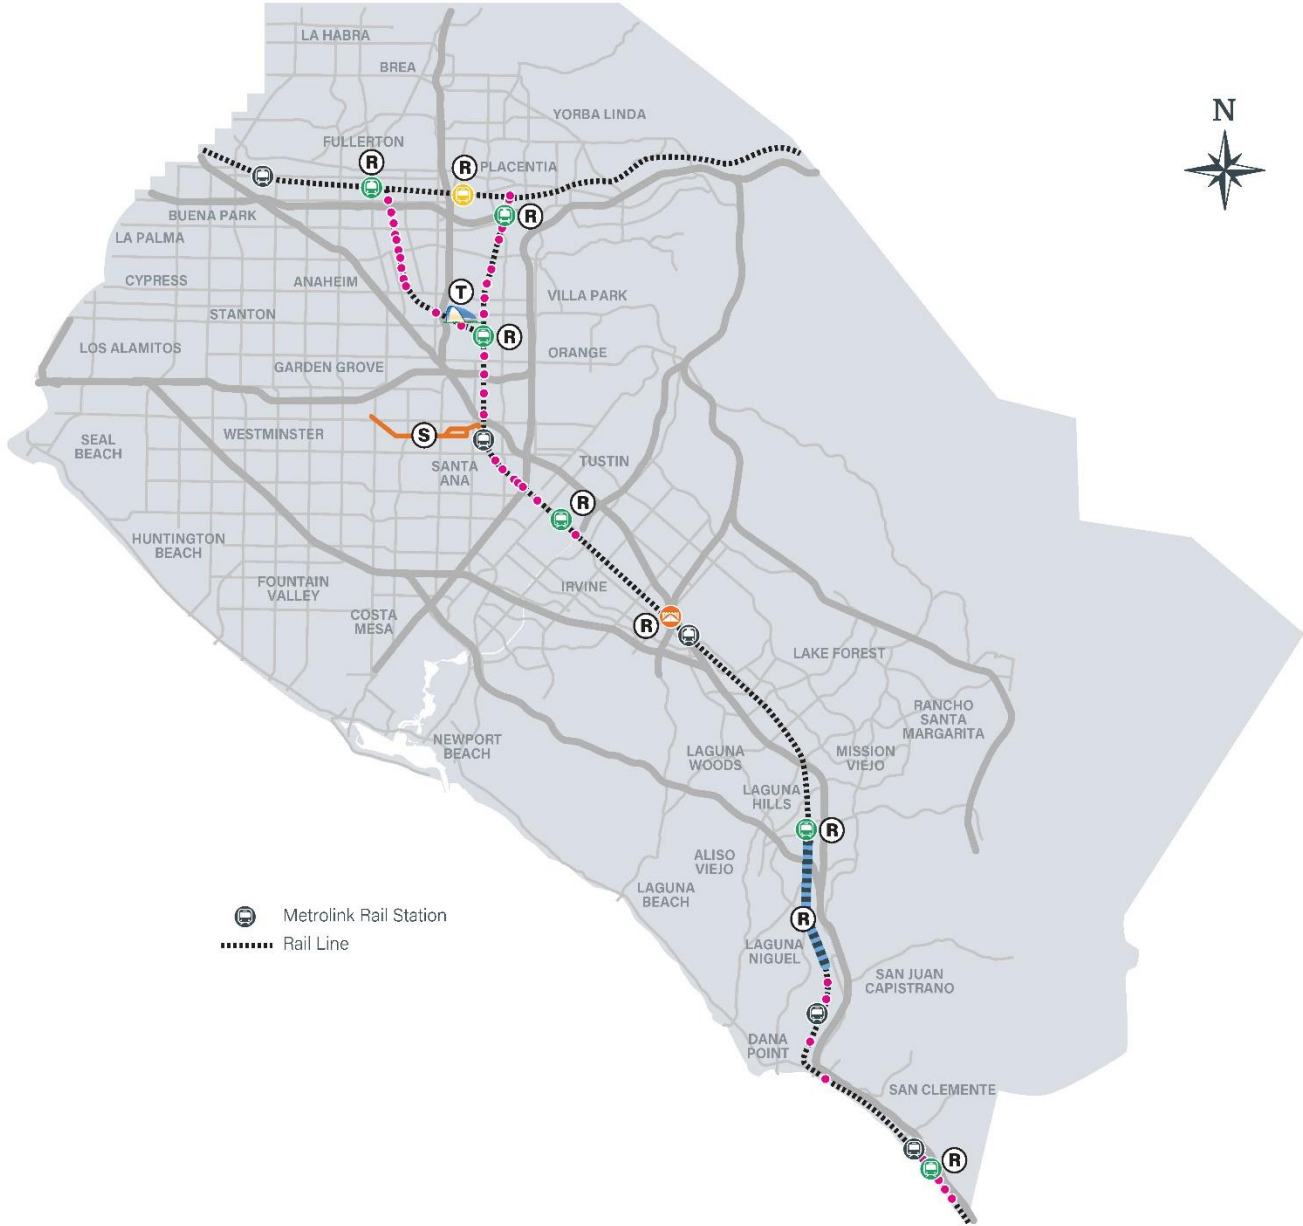 LA HABRA
BREA
N
YORBA LINDA
FULLERTON
R
R
PLACENTIA
BUENA PARK
R
LA PALMA
CYPRESS
ANAHEIM
T
VILLA PARK
STANTON
R
LOS ALAMITOS
ORANGE
GARDEN GROVE
WESTMINSTER
S
SEAL
BEACH
SANTA
ANA
TUSTIN
R
HUNTINGTON
BEACH
FOUNTAIN
VALLEY
IRVINE
COSTA
MESA
R
LAKE FOREST
RANCHO
SANTA
MARGARITA
NEWPORT
BEACH
LAGUNA
WOODS
MISSION
VIEJO
LAGUNA
HILLS
R
ALISO
VIEJO
LAGUNA
BEACH
Metrolink Rail Station
Rail Line
R
LAGUNA
NIGUEL
SAN JUAN
CAPISTRANO
DANA
POINT
SAN CLEMENTE
R